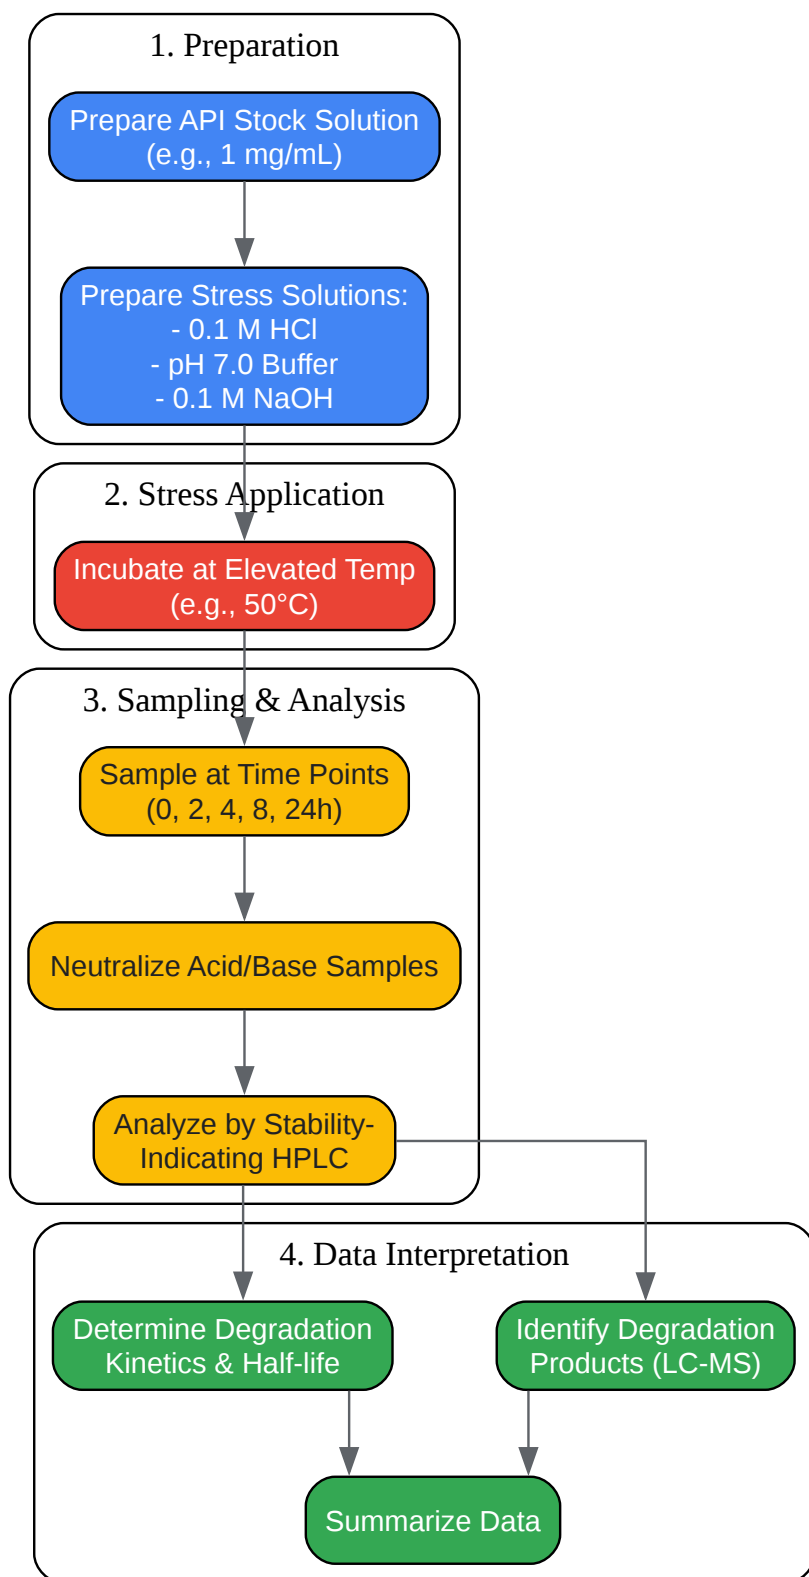 1. Preparation
Prepare API Stock Solution
(e.g., 1 mg/mL)
Prepare Stress Solutions:
- 0.1 M HCl
- pH 7.0 Buffer
- 0.1 M NaOH
2. Stress Application
Incubate at Elevated Temp
(e.g., 50°C)
3. Sampling & Analysis
Sample at Time Points
(0, 2, 4, 8, 24h)
Neutralize Acid/Base Samples
Analyze by Stability-
Indicating HPLC
4. Data Interpretation
Determine Degradation
Kinetics & Half-life
Identify Degradation
Products (LC-MS)
Summarize Data